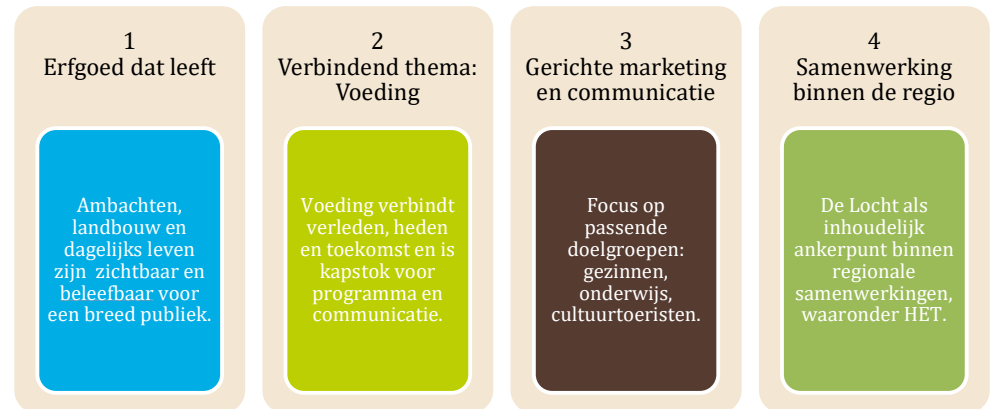 1
Erfgoed dat leeft
Ambachten,
landbouw en
dagelijks leven
zijn  zichtbaar en
beleefbaar voor
een breed publiek.
2
Verbindend thema:
Voeding
Voeding verbindt
verleden, heden
en toekomst en is
kapstok voor
programma en
communicatie.
3
Gerichte marketing
en communicatie
Focus op
passende
doelgroepen:
gezinnen,
onderwijs,
cultuurtoeristen.
4
Samenwerking
binnen de regio
De Locht als
inhoudelijk
ankerpunt binnen
regionale
samenwerkingen,
waaronder HET.